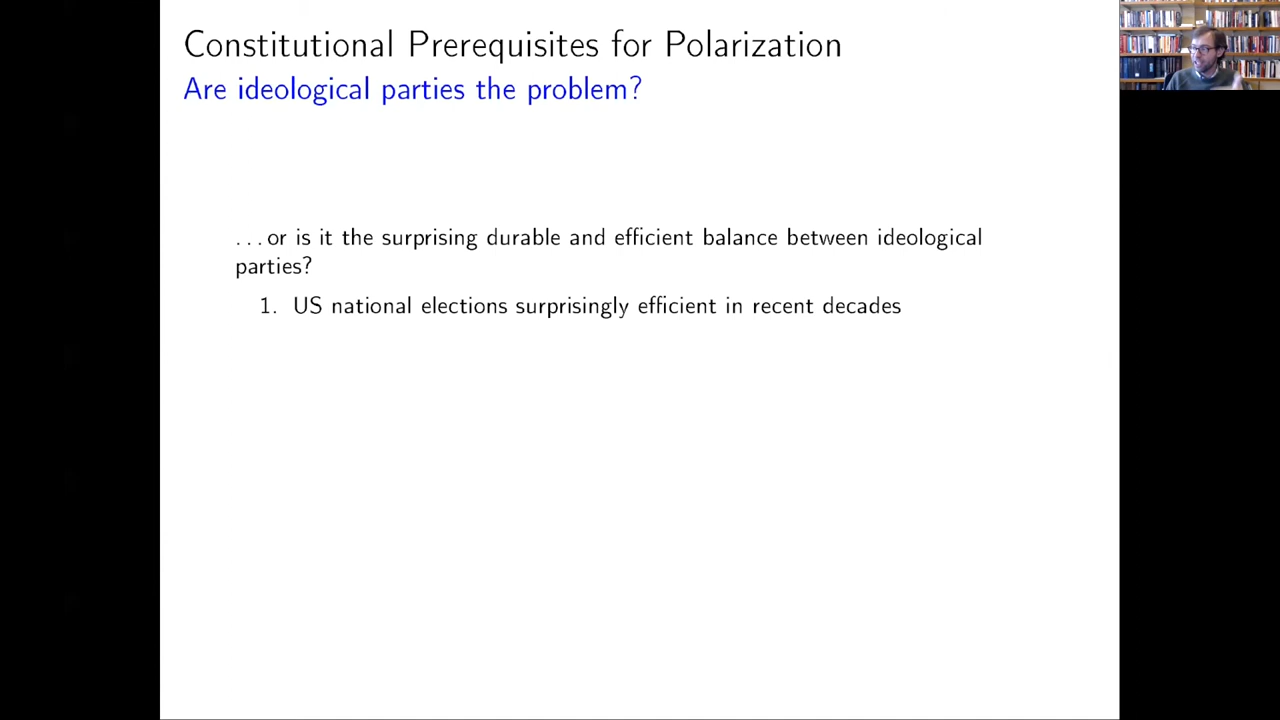 Constitutional Prerequisites for Polarization
Are ideological parties the problem?
...or is it the surprising durable and efficient balance between ideological
parties?
1. US national elections surprisingly efficient in recent decades